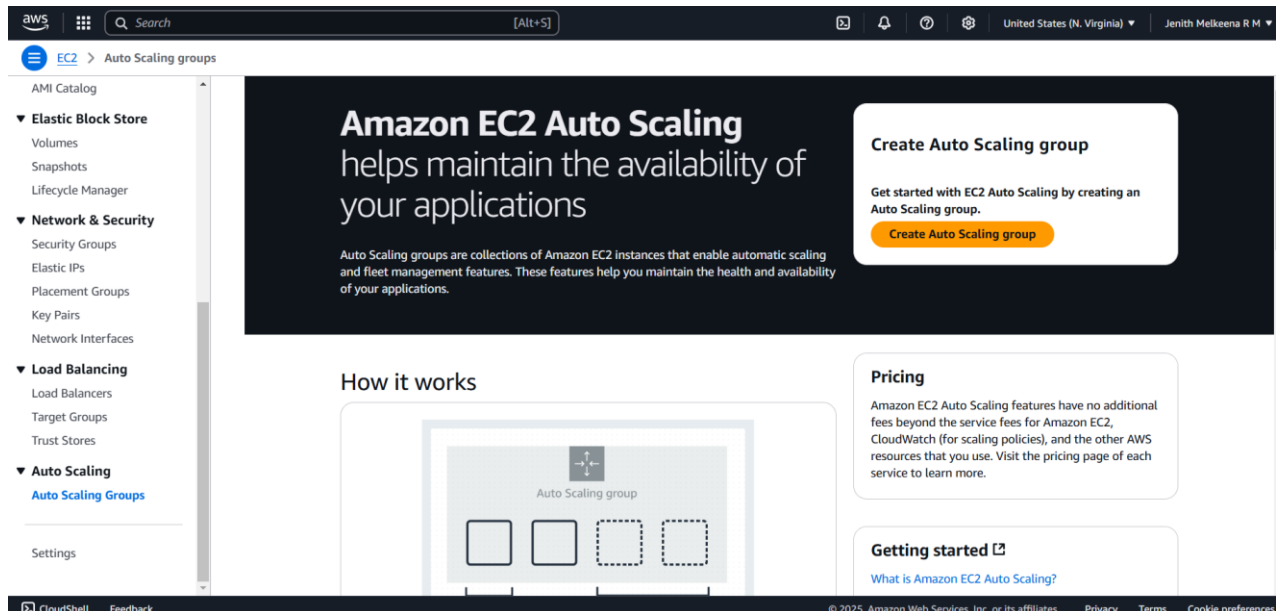 aws
Search
[Alt+S]
United States (N. Virginia) ▼
Jenith Melkeena R M ▼
EC2 > Auto Scaling groups
AMI Catalog
▼ Elastic Block Store
Volumes
Snapshots
Lifecycle Manager
▼ Network & Security
Security Groups
Elastic IPs
Placement Groups
Key Pairs
Network Interfaces
▼ Load Balancing
Load Balancers
Target Groups
Trust Stores
▼ Auto Scaling
Auto Scaling Groups
Settings
Amazon EC2 Auto Scaling
helps maintain the availability of
your applications
Auto Scaling groups are collections of Amazon EC2 instances that enable automatic scaling
and fleet management features. These features help you maintain the health and availability
of your applications.
Create Auto Scaling group
Get started with EC2 Auto Scaling by creating an
Auto Scaling group.
Create Auto Scaling group
How it works
Auto Scaling group
Pricing
Amazon EC2 Auto Scaling features have no additional
fees beyond the service fees for Amazon EC2,
CloudWatch (for scaling policies), and the other AWS
resources that you use. Visit the pricing page of each
service to learn more.
Getting started
What is Amazon EC2 Auto Scaling?
CloudShell
Feedback
© 2025, Amazon Web Services, Inc. or its affiliates.
Privacy
Terms
Cookie preferences